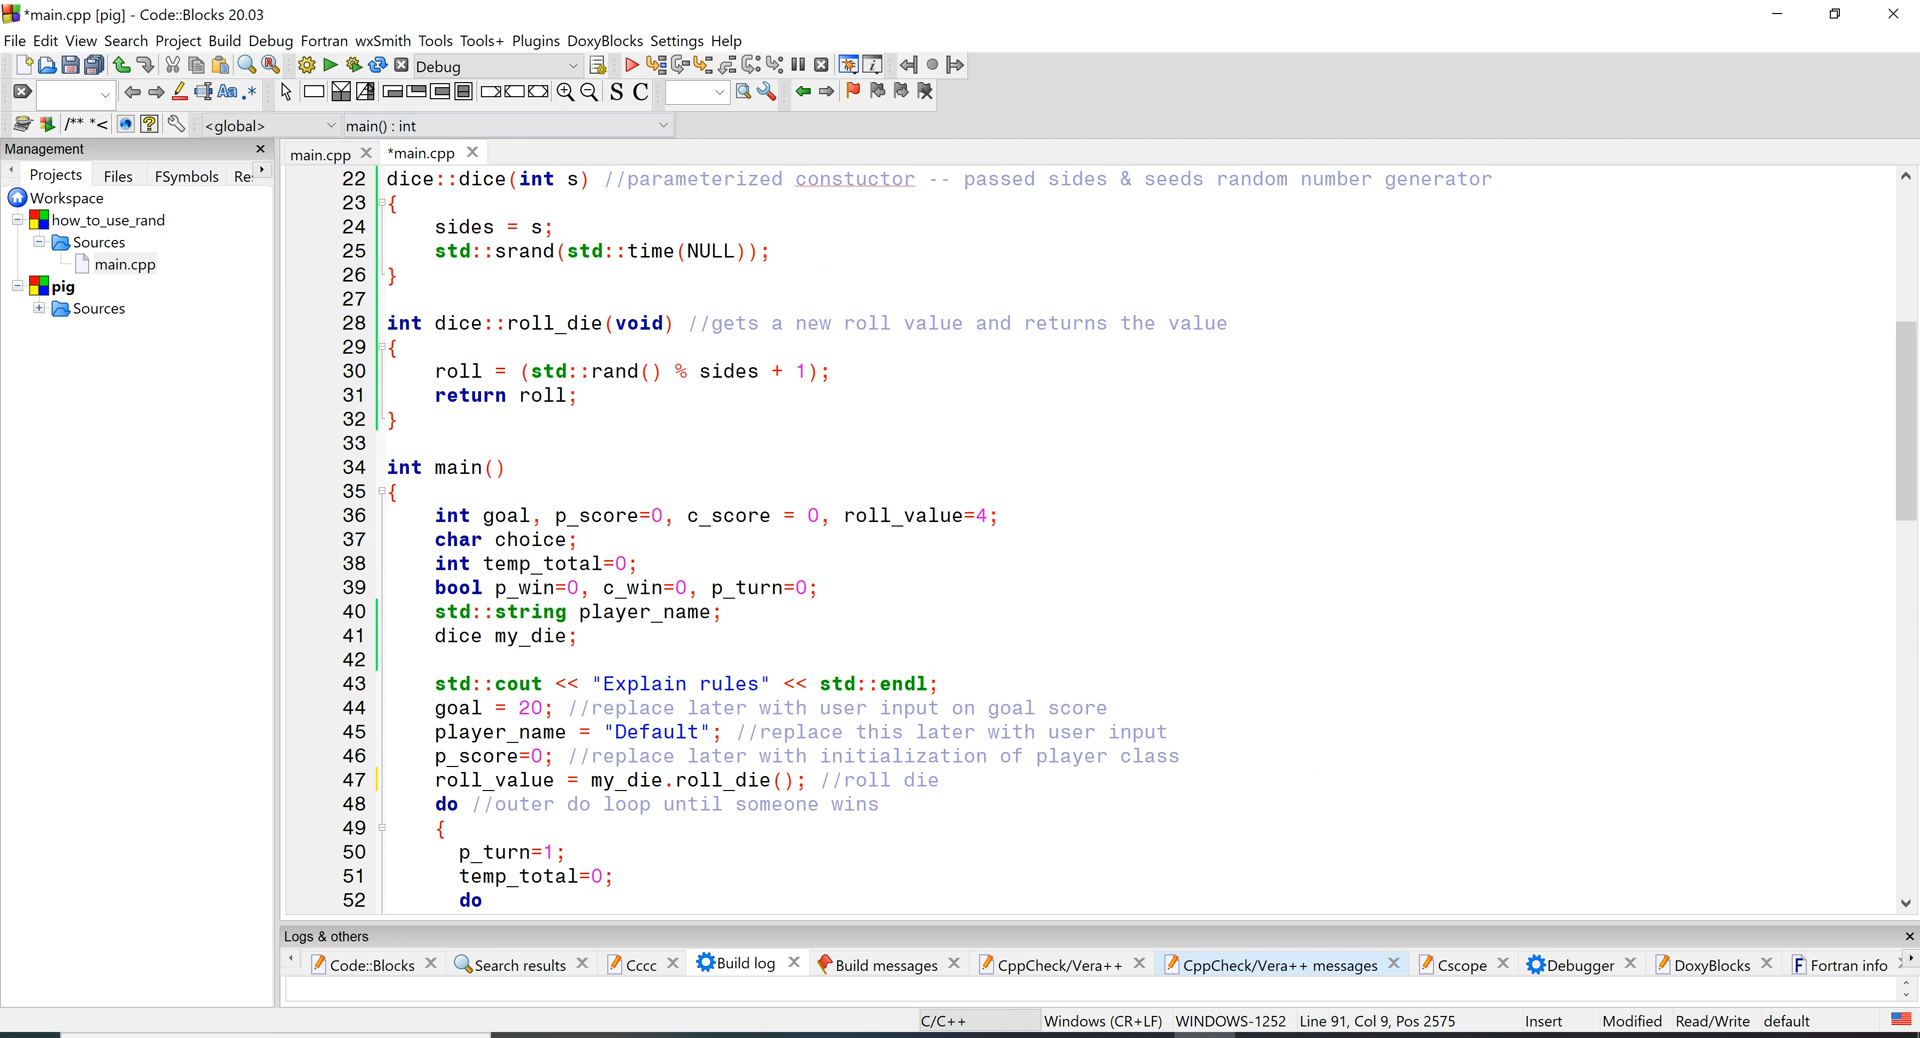 *main.cpp [pig] - Code::Blocks 20.03
File Edit View Search Project Build Debug Fortran wxSmith Tools Tools+ Plugins DoxyBlocks Settings Help
Debug
Aa .*
S C
/** *<
<global>
main() : int
Management
main.cpp
*main.cpp
Projects Files FSymbols Re
Workspace
how_to_use_rand
Sources
main.cpp
pig
Sources
22 dice::dice(int s) //parameterized constuctor -- passed sides & seeds random number generator
23 {
24 sides = s;
25 std::srand(std::time(NULL));
26 }
27
28 int dice::roll_die(void) //gets a new roll value and returns the value
29 {
30 roll = (std::rand() % sides + 1);
31 return roll;
32 }
33
34 int main()
35 {
36 int goal, p_score=0, c_score = 0, roll_value=4;
37 char choice;
38 int temp_total=0;
39 bool p_win=0, c_win=0, p_turn=0;
40 std::string player_name;
41 dice my_die;
42
43 std::cout << "Explain rules" << std::endl;
44 goal = 20; //replace later with user input on goal score
45 player_name = "Default"; //replace this later with user input
46 p_score=0; //replace later with initialization of player class
47 roll_value = my_die.roll_die(); //roll die
48 do //outer do loop until someone wins
49 {
50 p_turn=1;
51 temp_total=0;
52 do
Logs & others
Code::Blocks Search results Cccc Build log Build messages CppCheck/Vera++ CppCheck/Vera++ messages Cscope Debugger DoxyBlocks Fortran info
C/C++ Windows (CR+LF) WINDOWS-1252 Line 91, Col 9, Pos 2575 Insert Modified Read/Write default